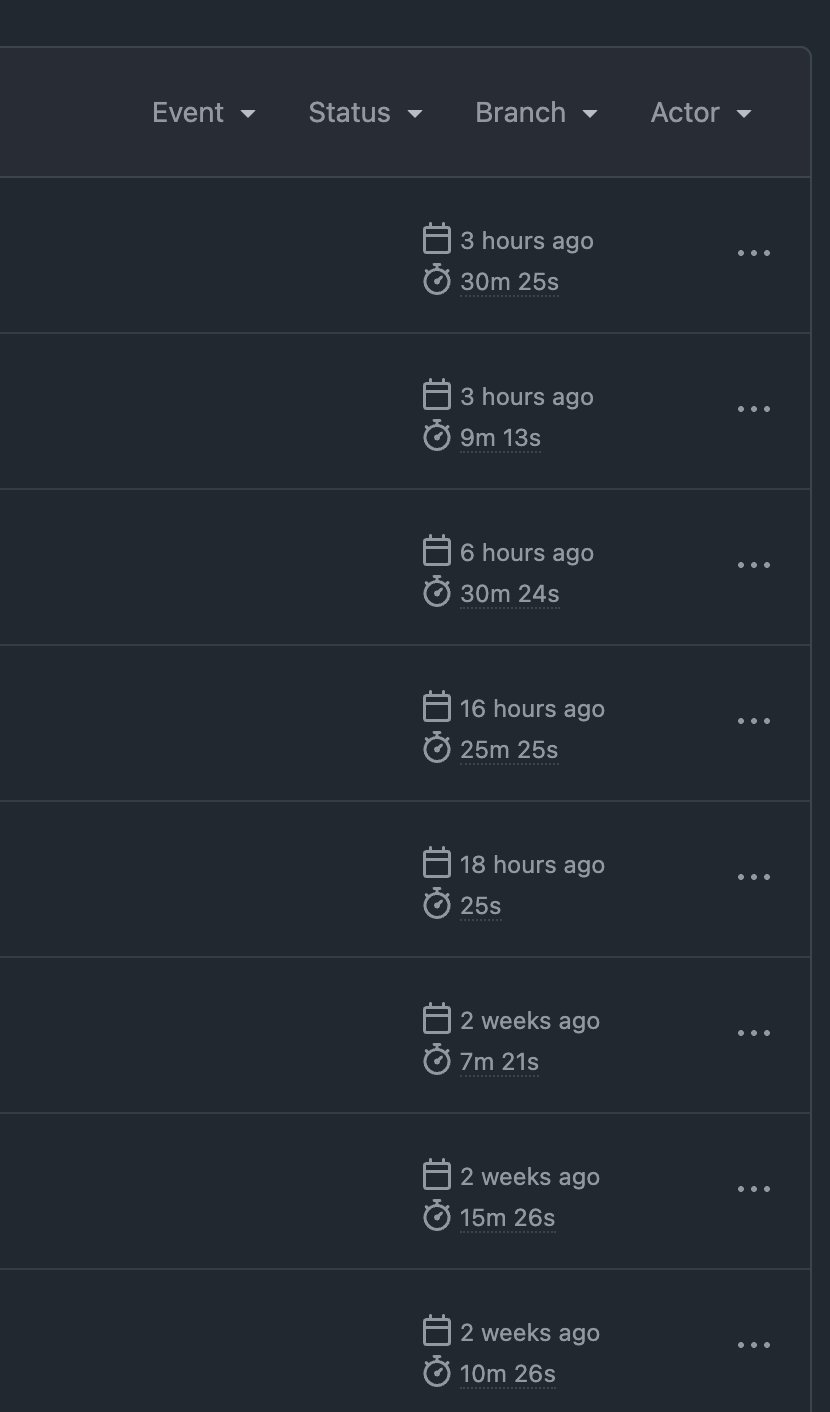 Event Status Branch Actor
3 hours ago
30m 25s
3 hours ago
9m 13s
6 hours ago
30m 24s
16 hours ago
25m 25s
18 hours ago
25s
2 weeks ago
7m 21s
2 weeks ago
15m 26s
2 weeks ago
10m 26s